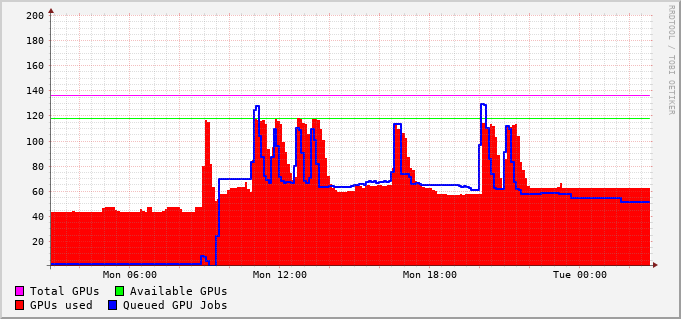 RRDTOOL / TOBI OETIKER
200
180
160
140
120
100
80
60
40
20
Mon 06:00 Mon 12:00 Mon 18:00 Tue 00:00
Total GPUs Available GPUs
GPUs used Queued GPU Jobs